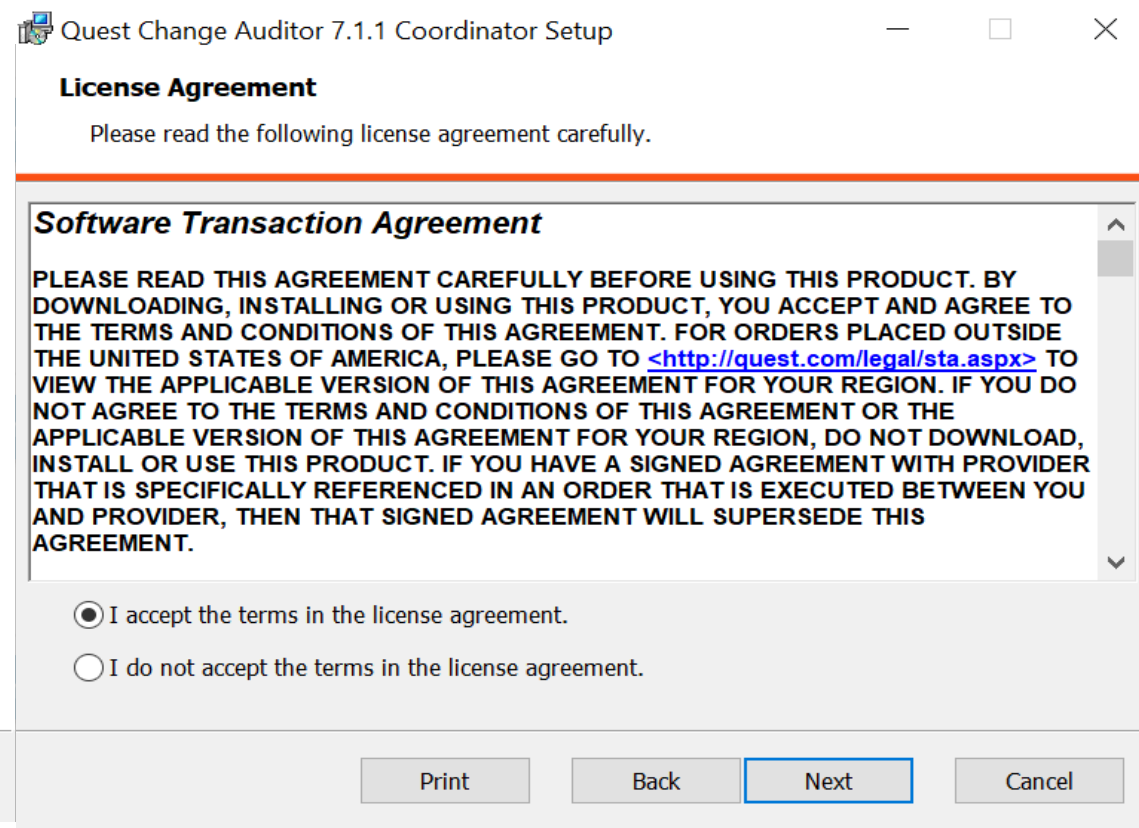 Quest Change Auditor 7.1.1 Coordinator Setup
License Agreement
Please read the following license agreement carefully.
Software Transaction Agreement
PLEASE READ THIS AGREEMENT CAREFULLY BEFORE USING THIS PRODUCT. BY
DOWNLOADING, INSTALLING OR USING THIS PRODUCT, YOU ACCEPT AND AGREE TO
THE TERMS AND CONDITIONS OF THIS AGREEMENT. FOR ORDERS PLACED OUTSIDE
THE UNITED STATES OF AMERICA, PLEASE GO TO <http://quest.com/legal/sta.aspx> TO
VIEW THE APPLICABLE VERSION OF THIS AGREEMENT FOR YOUR REGION. IF YOU DO
NOT AGREE TO THE TERMS AND CONDITIONS OF THIS AGREEMENT OR THE
APPLICABLE VERSION OF THIS AGREEMENT FOR YOUR REGION, DO NOT DOWNLOAD,
INSTALL OR USE THIS PRODUCT. IF YOU HAVE A SIGNED AGREEMENT WITH PROVIDER
THAT IS SPECIFICALLY REFERENCED IN AN ORDER THAT IS EXECUTED BETWEEN YOU
AND PROVIDER, THEN THAT SIGNED AGREEMENT WILL SUPERSEDE THIS
AGREEMENT.
I accept the terms in the license agreement.
I do not accept the terms in the license agreement.
Print Back Next Cancel